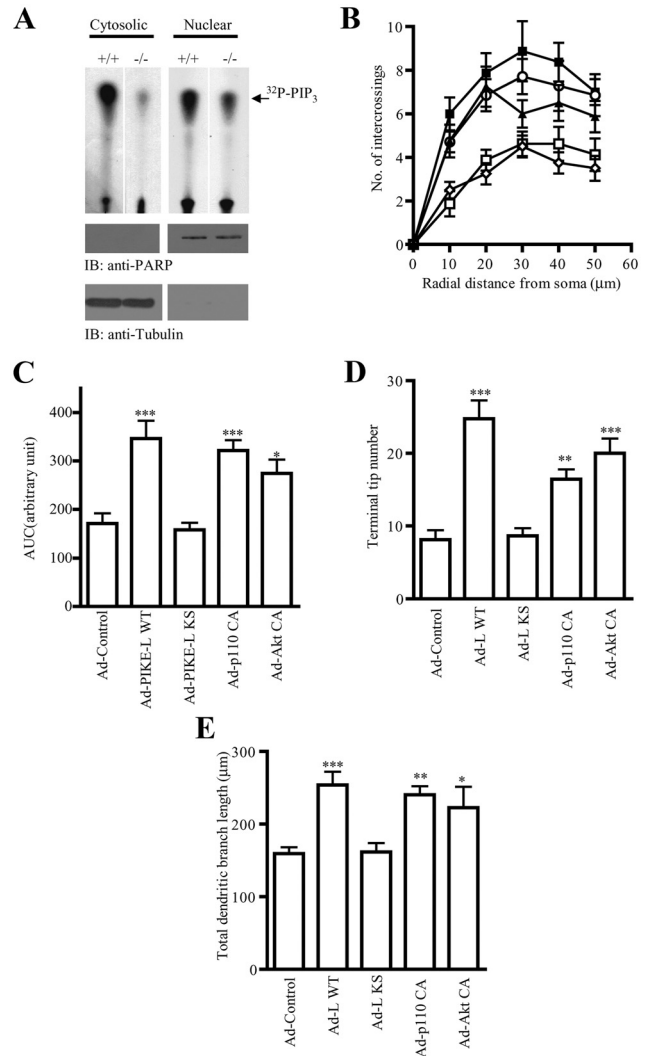 A
Cytosolic Nuclear
+/+ -/- +/+ -/-
32P-PIP3
IB: anti-PARP
IB: anti-Tubulin
B
No. of intercrossings
10
8
6
4
2
0
0 10 20 30 40 50 60
Radial distance from soma (μm)
C
AUC(arbitrary unit)
400
300
200
100
0
***
***
*
Ad-Control
Ad-PIKE-L WT
Ad-PIKE-L KS
Ad-p110 CA
Ad-Akt CA
D
Terminal tip number
30
20
10
0
***
**
***
Ad-Control
Ad-L WT
Ad-L KS
Ad-p110 CA
Ad-Akt CA
E
Total dendritic branch length (μm)
300
200
100
0
***
**
*
Ad-Control
Ad-L WT
Ad-L KS
Ad-p110 CA
Ad-Akt CA